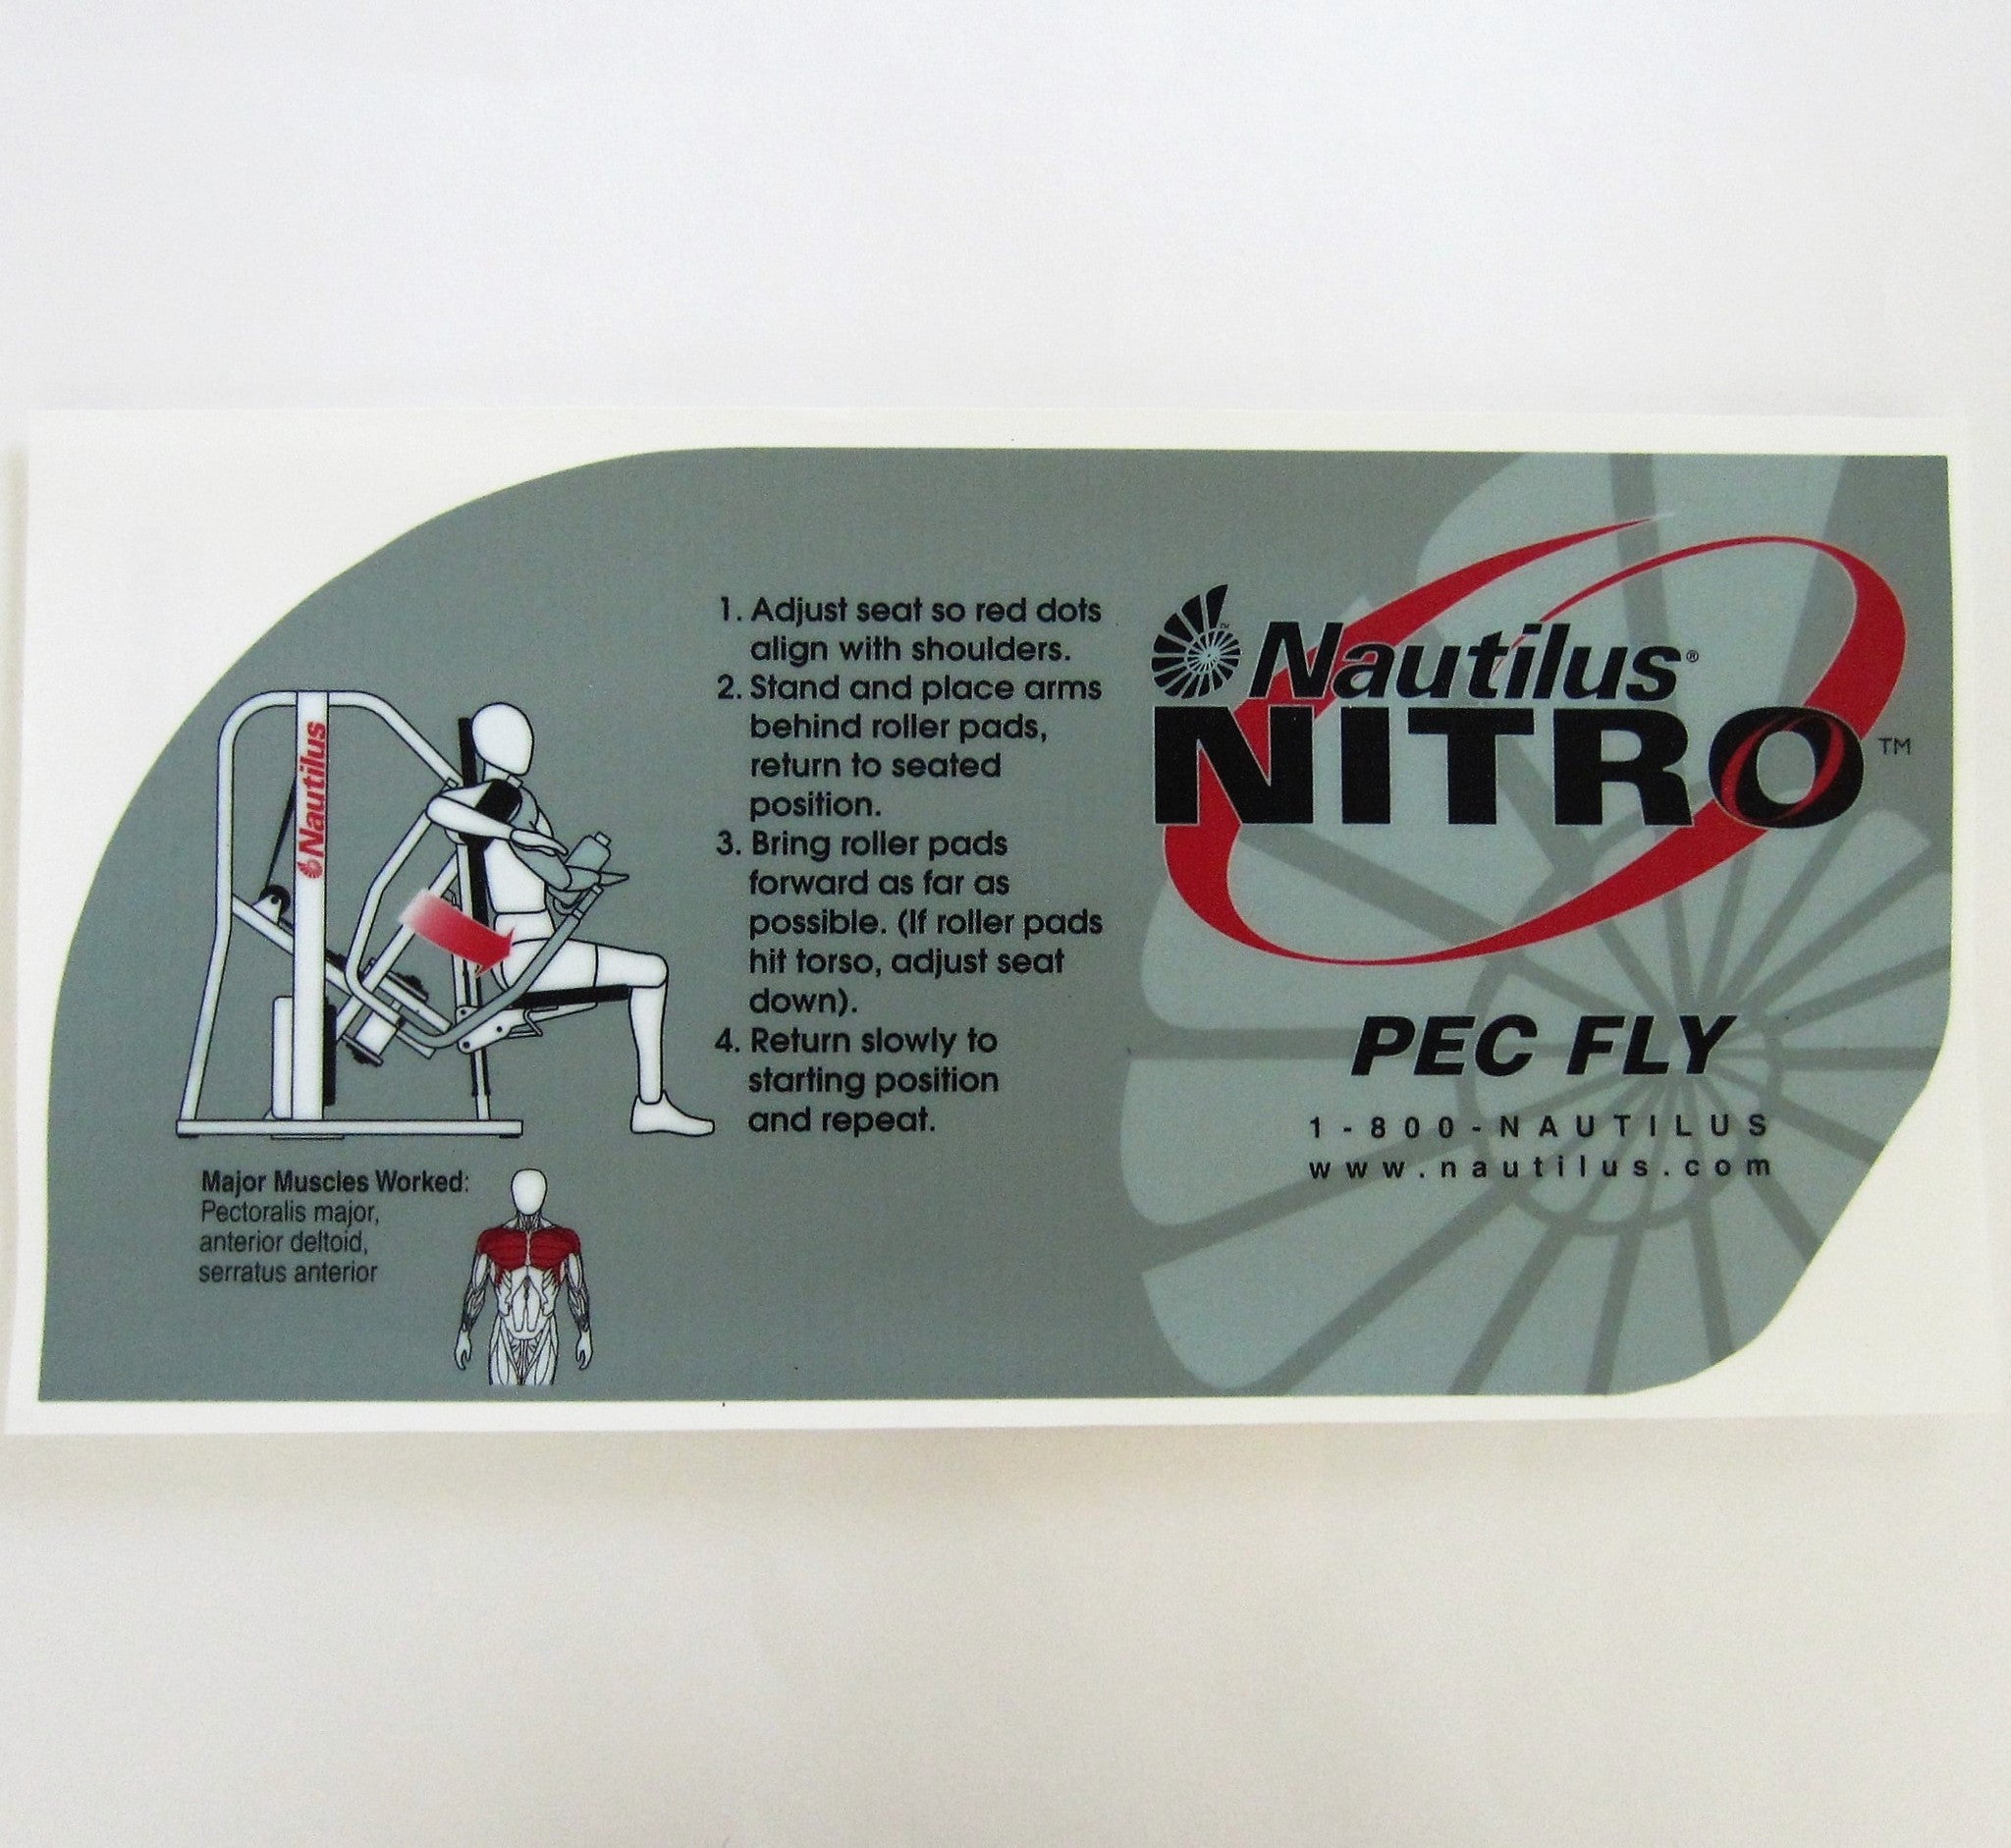 1. Adjust seat so red dots
align with shoulders.
2. Stand and place arms
behind roller pads,
return to seated
position.
3. Bring roller pads
forward as far as
possible. (If roller pads
hit torso, adjust seat
down).
4. Return slowly to
starting position
and repeat.
Nautilus
Major Muscles Worked:
Pectoralis major,
anterior deltoid,
serratus anterior
Nautilus®
NITRO™
PEC FLY
1-800-NAUTILUS
www.nautilus.com